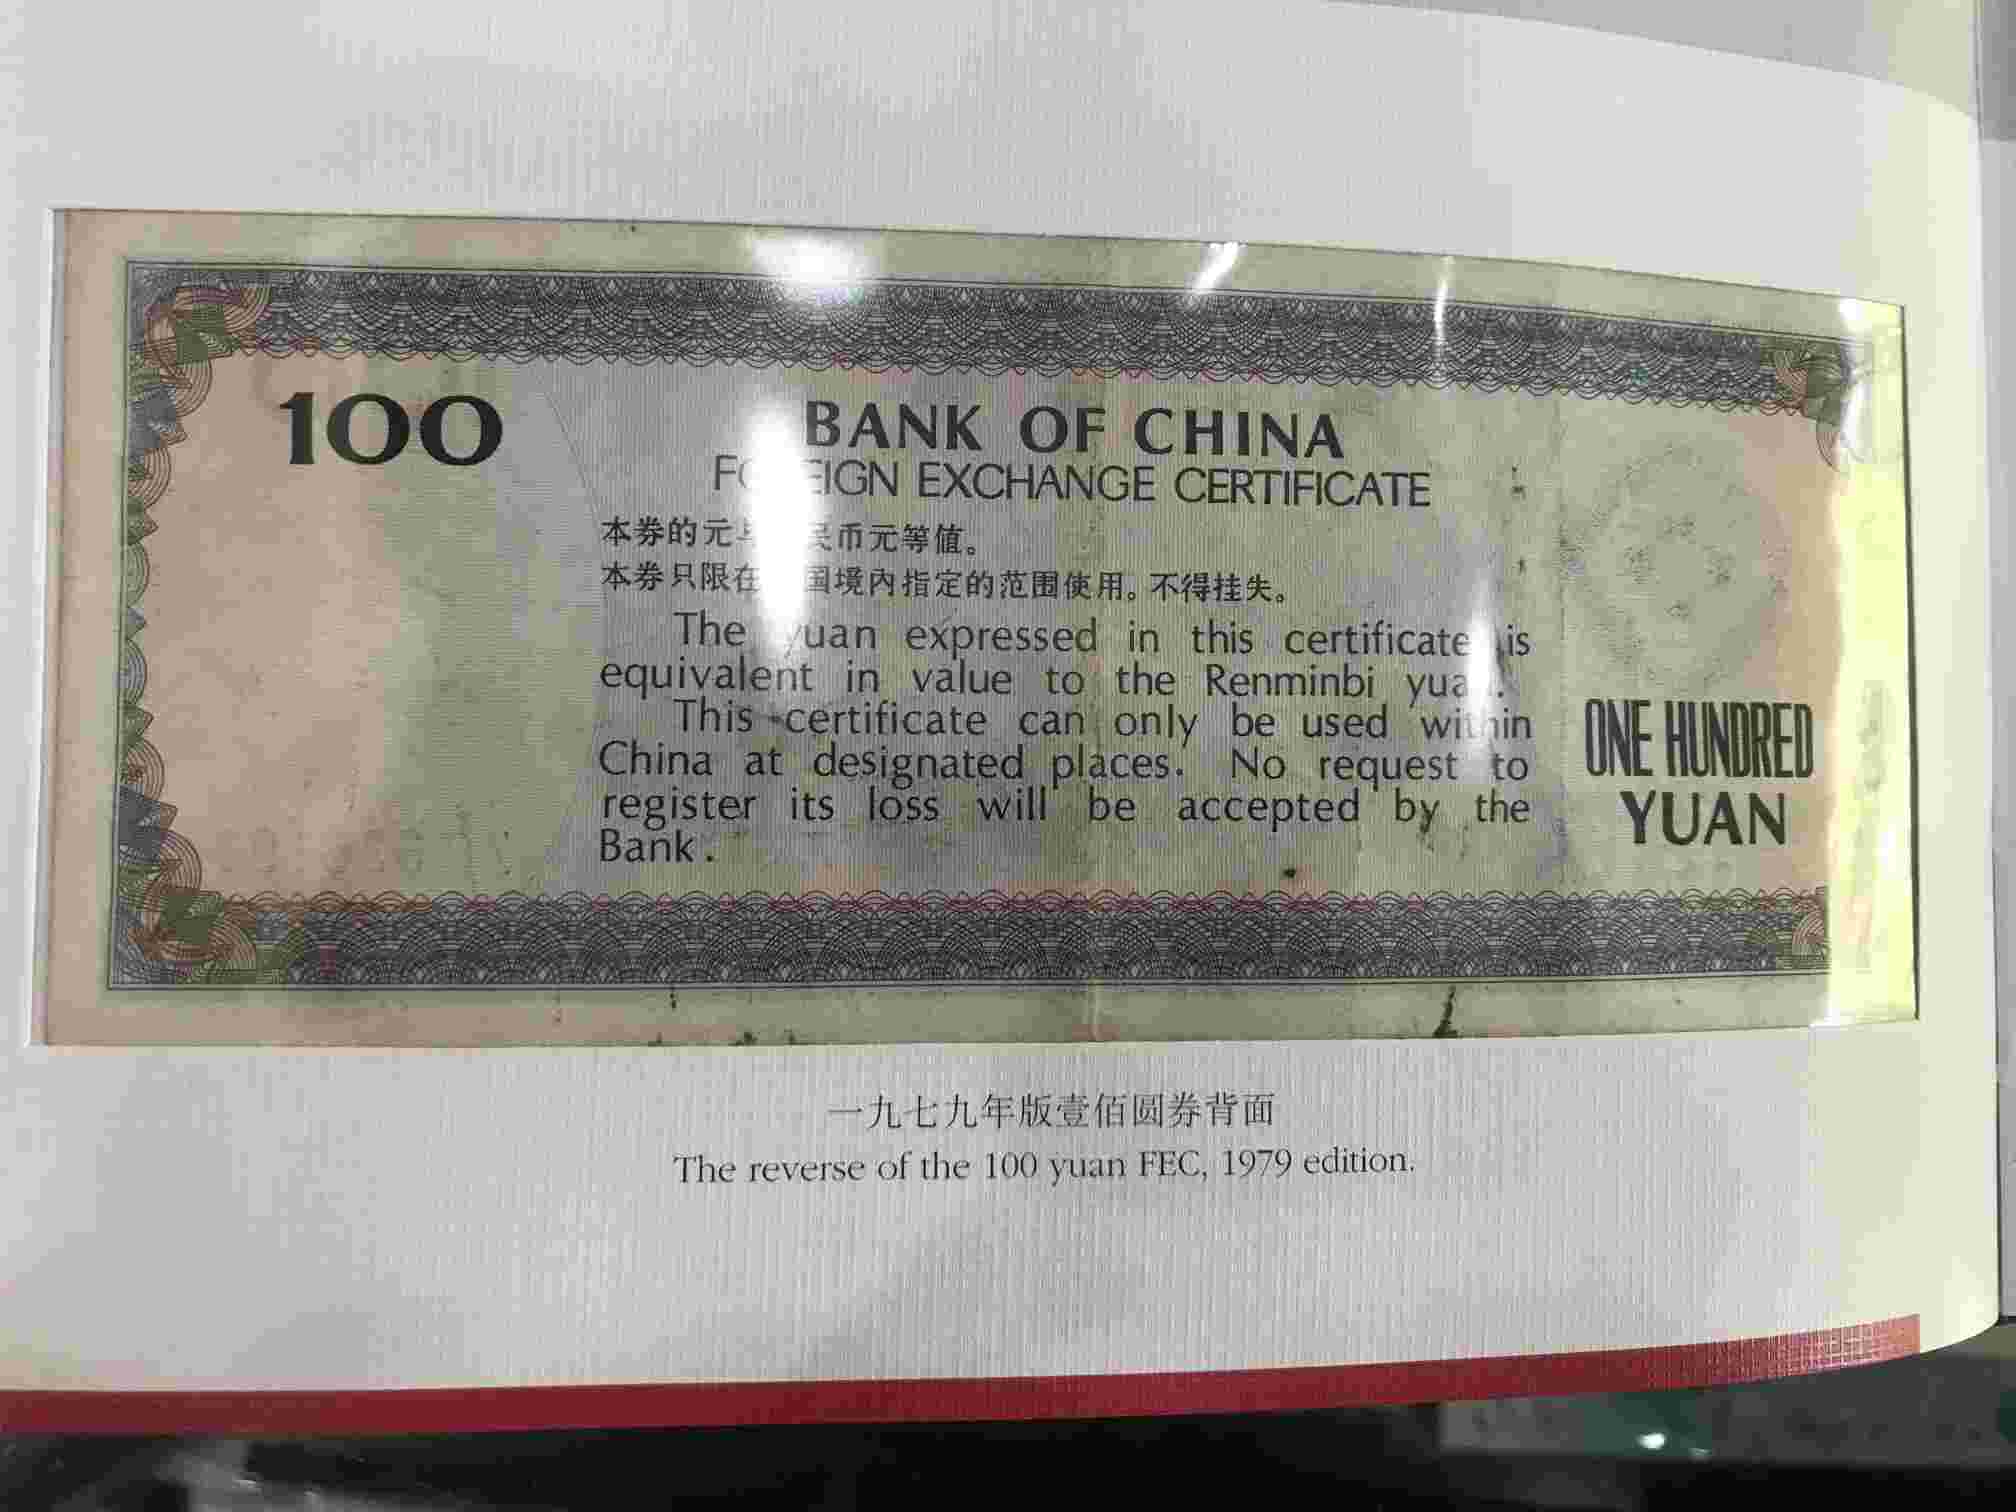 100
BANK OF CHINA
EXCHANGE CERTIFICATE
本券的元 民币元等值。
本券只限在 国境内指定的范围使用。不得挂失。
The yuan expressed in this certificate is
equivalent in value to the Renminbi
This certificate can only be used within
China at designated places. No request to
register its loss will be accepted by the
Bank.
ONE HUNDRED
YUAN
一九七九年版壹佰圆券背面
The reverse of the 100 yuan FEC, 1979 edition.